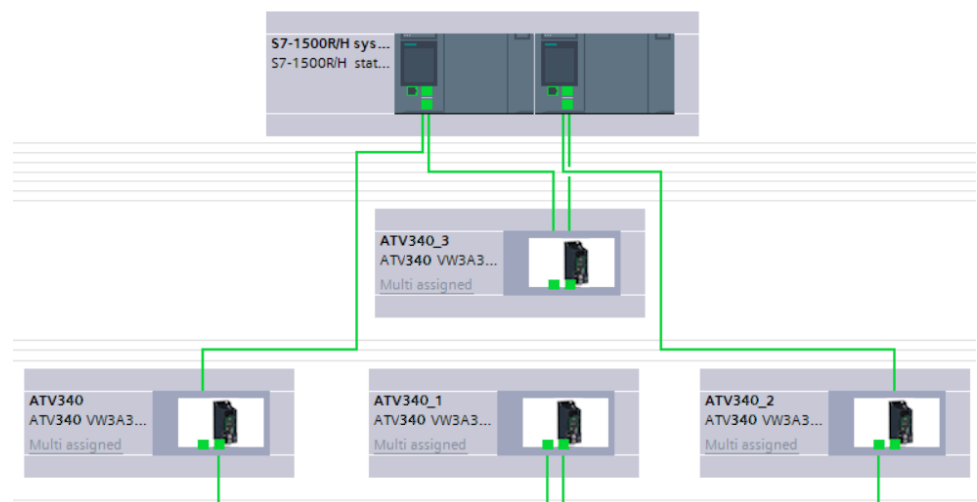 S7-1500R/H sys...
S7-1500R/H stat...
ATV340_3
ATV340 VW3A3...
Multi assigned
ATV340
ATV340 VW3A3...
Multi assigned
ATV340_1
ATV340 VW3A3...
Multi assigned
ATV340_2
ATV340 VW3A3...
Multi assigned